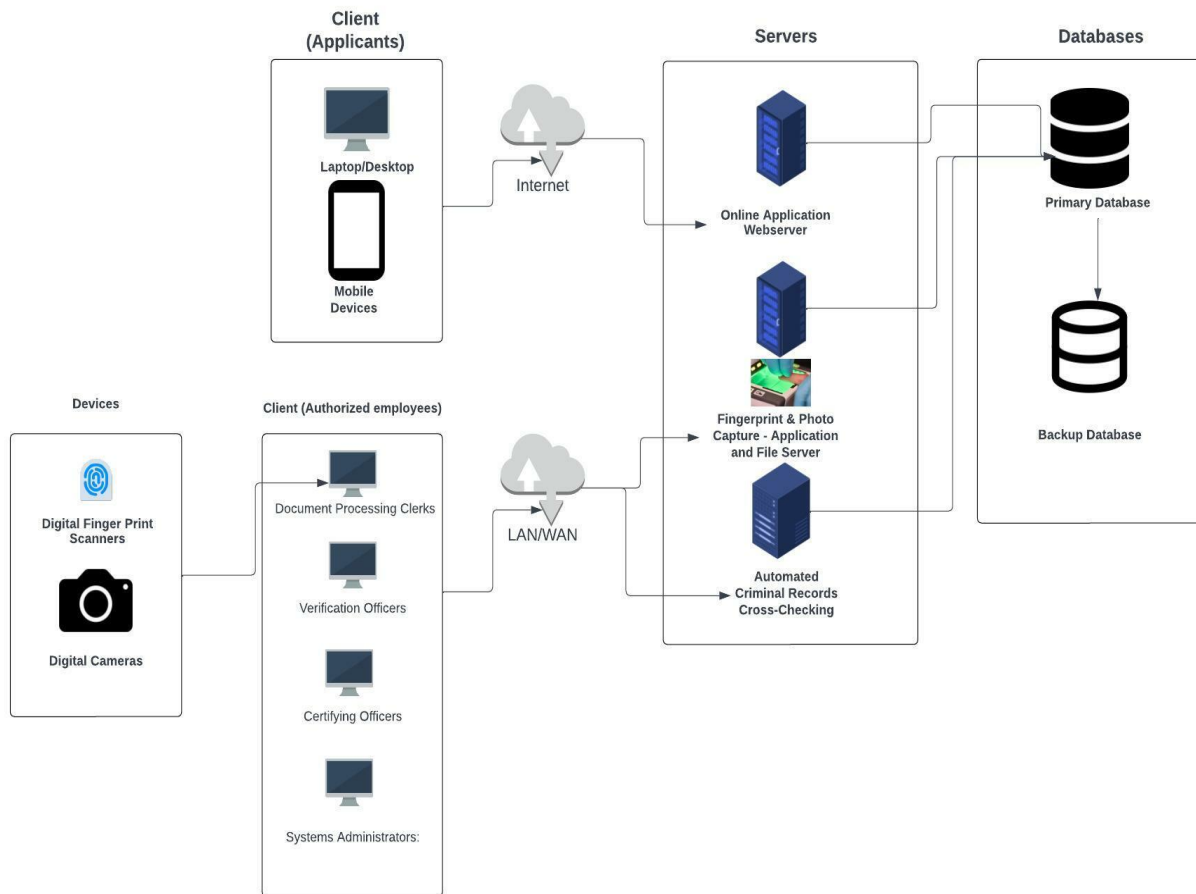 Client
(Applicants)
Servers
Databases
Laptop/Desktop
Mobile
Devices
Internet
Online Application
Webserver
Primary Database
Fingerprint & Photo
Capture - Application
and File Server
Backup Database
Devices
Client (Authorized employees)
Digital Finger Print
Scanners
Digital Cameras
Document Processing Clerks
Verification Officers
Certifying Officers
Systems Administrators:
LAN/WAN
Automated
Criminal Records
Cross-Checking